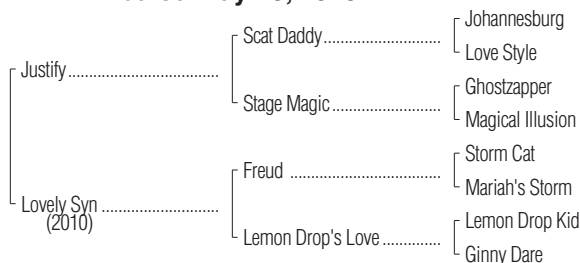 Johannesburg
Scat Daddy
Love Style
Justify
Ghostzapper
Stage Magic
Magical Illusion
Storm Cat
Freud
Mariah's Storm
Lovely Syn
(2010)
Lemon Drop Kid
Lemon Drop's Love
Ginny Dare